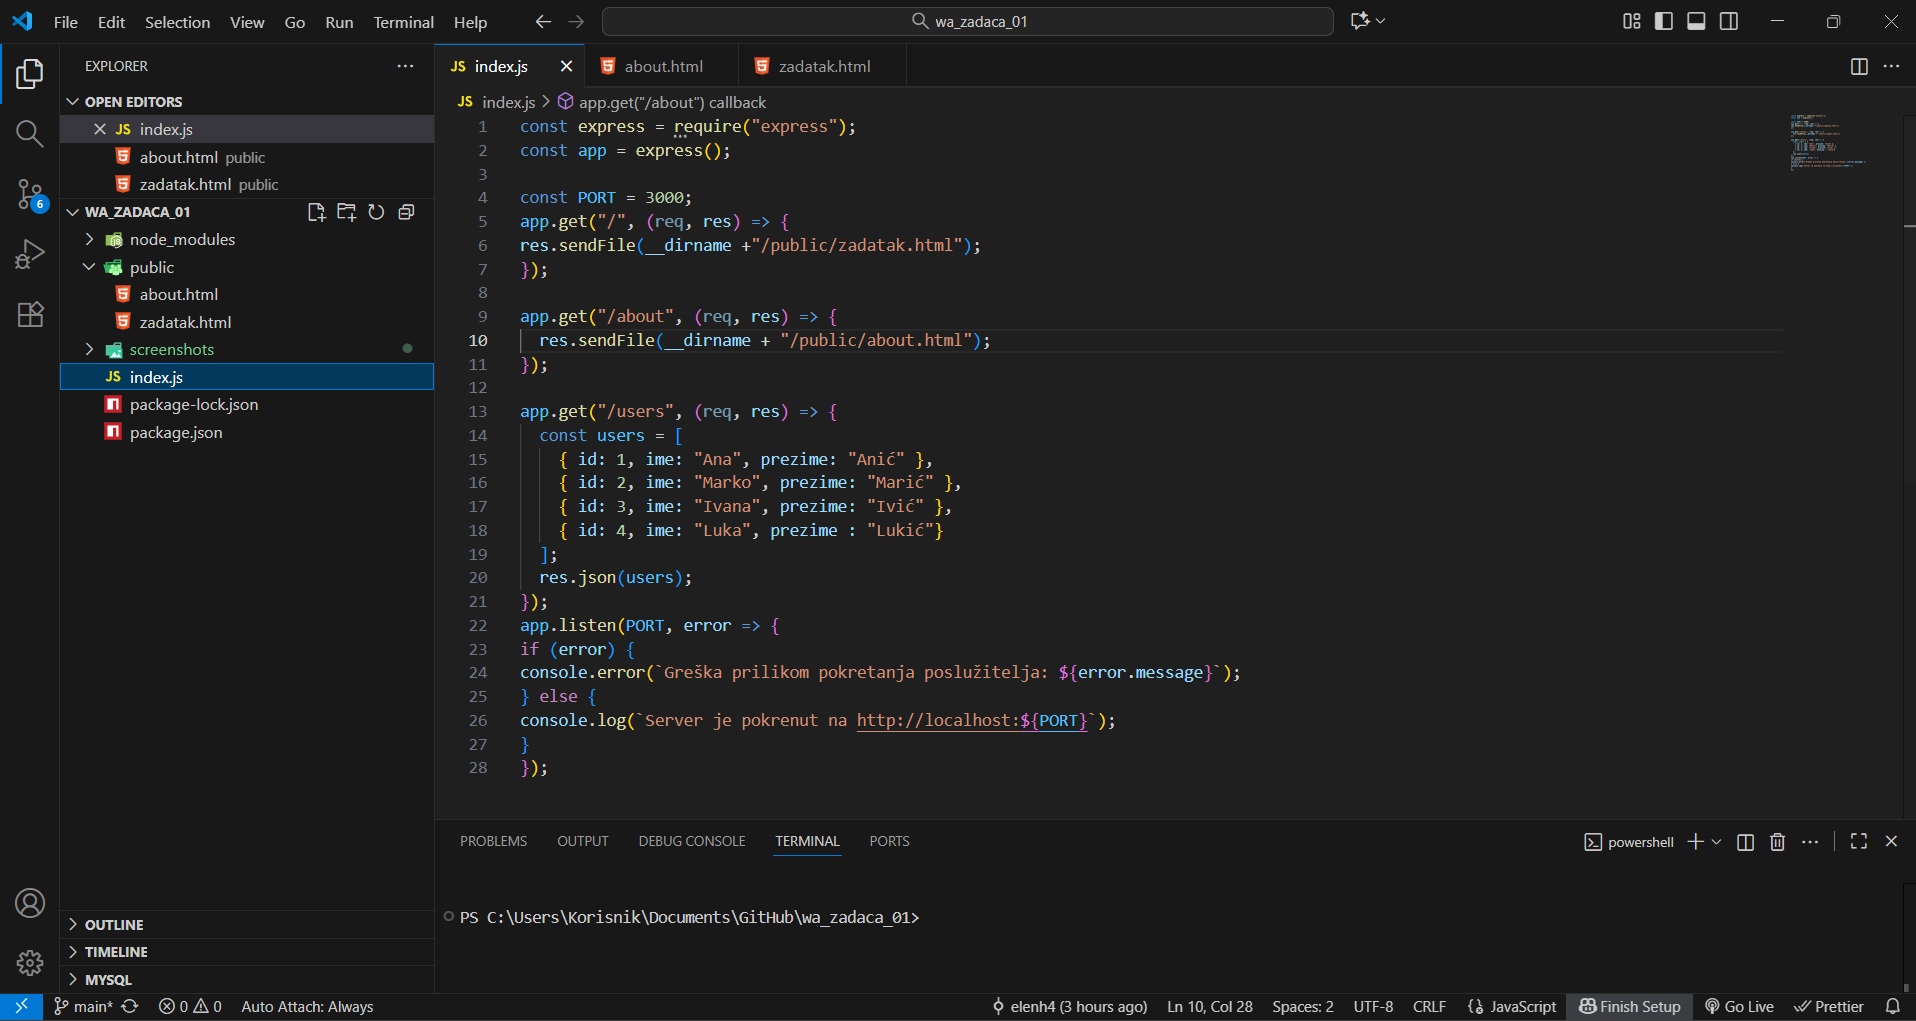 File Edit Selection View Go Run Terminal Help
wa_zadaca_01
EXPLORER
OPEN EDITORS
JS index.js
about.html public
zadatak.html public
WA_ZADACA_01
node_modules
public
about.html
zadatak.html
screenshots
JS index.js
package-lock.json
package.json
OUTLINE
TIMELINE
MYSQL
6
JS index.js
about.html
zadatak.html
JS index.js > app.get("/about") callback
1 const express = require("express");
2 const app = express();
3
4 const PORT = 3000;
5 app.get("/", (req, res) => {
6 res.sendFile(__dirname +"/public/zadatak.html");
7 });
8
9 app.get("/about", (req, res) => {
10 res.sendFile(__dirname + "/public/about.html");
11 });
12
13 app.get("/users", (req, res) => {
14 const users = [
15 { id: 1, ime: "Ana", prezime: "Anić" },
16 { id: 2, ime: "Marko", prezime: "Marić" },
17 { id: 3, ime: "Ivana", prezime: "Ivić" },
18 { id: 4, ime: "Luka", prezime : "Lukić"}
19 ];
20 res.json(users);
21 });
22 app.listen(PORT, error => {
23 if (error) {
24 console.error(`Greška prilikom pokretanja poslužitelja: ${error.message}`);
25 } else {
26 console.log(`Server je pokrenut na http://localhost:${PORT}`);
27 }
28 });
PROBLEMS OUTPUT DEBUG CONSOLE TERMINAL PORTS
powershell
PS C:\Users\Korisnik\Documents\GitHub\wa_zadaca_01>
main* 0 0 Auto Attach: Always
elenh4 (3 hours ago) Ln 10, Col 28 Spaces: 2 UTF-8 CRLF {} JavaScript Finish Setup Go Live Prettier